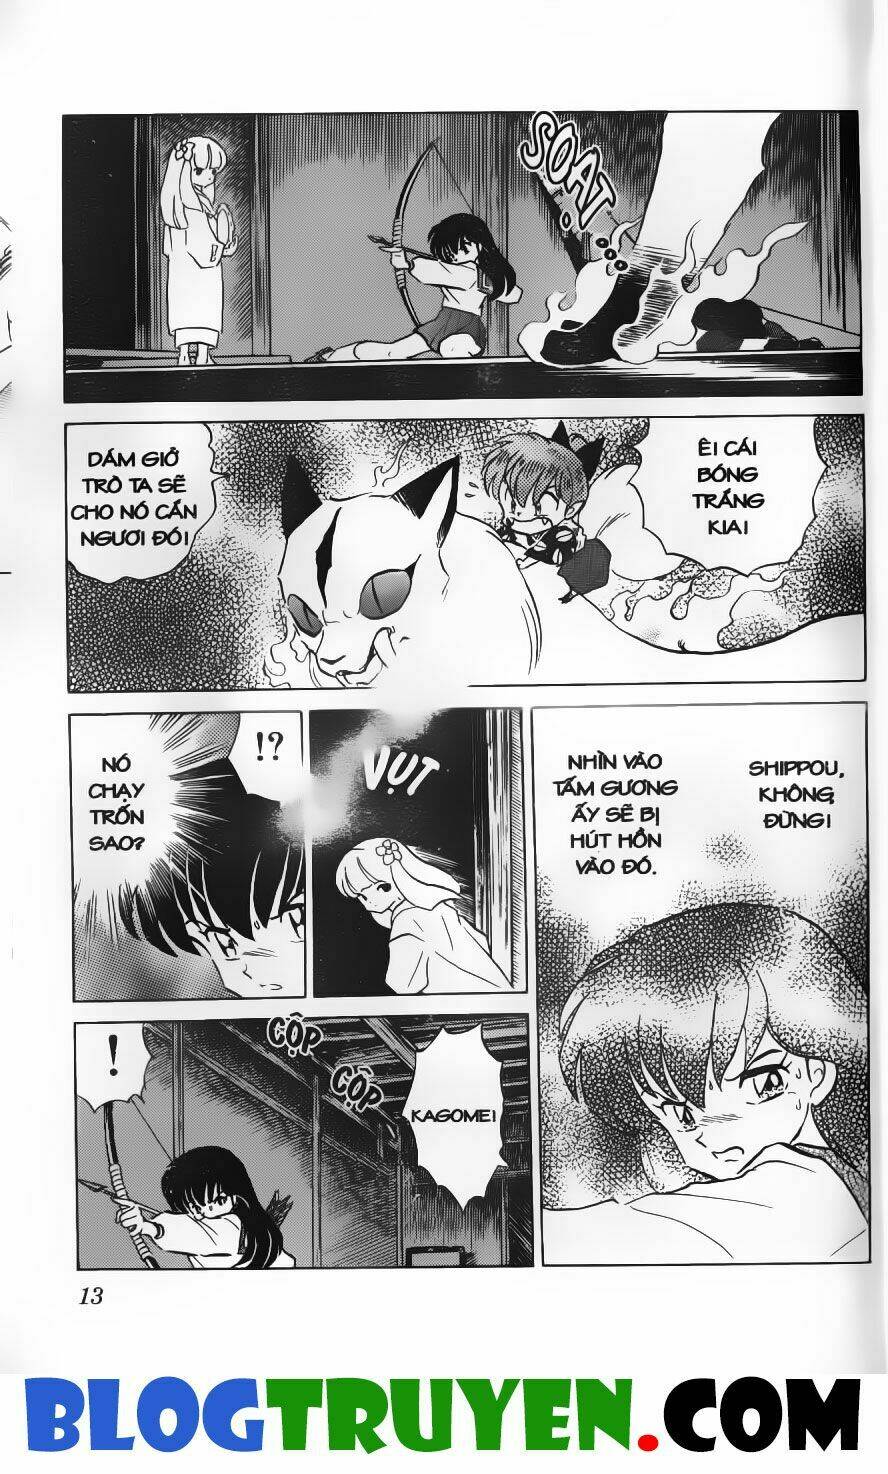 SOẠT...
ÊI CÁI
BÓNG
TRẮNG
KIA!
DÁM GIỞ
TRÒ TA SẼ
CHO NÓ CẮN
NGƯƠI ĐÓ!
SHIPPOU,
KHÔNG,
ĐỪNG!
NHÌN VÀO
TẤM GƯƠNG
ẤY SẼ BỊ
HÚT HỒN
VÀO ĐÓ.
VỤT
!?
NÓ
CHẠY
TRỐN
SAO?
KAGOME!
CỘP
CỘP
!
13
BLOGTRUYEN.COM